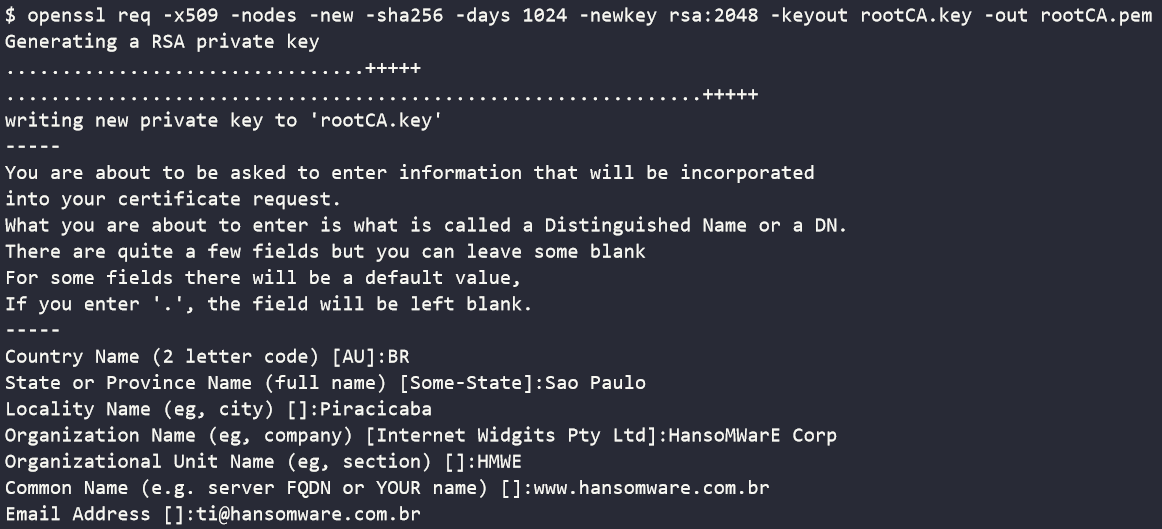 $ openssl req -x509 -nodes -new -sha256 -days 1024 -newkey rsa:2048 -keyout rootCA.key -out rootCA.pem
Generating a RSA private key
................................+++++
..............................................................+++++
writing new private key to 'rootCA.key'
-----
You are about to be asked to enter information that will be incorporated
into your certificate request.
What you are about to enter is what is called a Distinguished Name or a DN.
There are quite a few fields but you can leave some blank
For some fields there will be a default value,
If you enter '.', the field will be left blank.
-----
Country Name (2 letter code) [AU]:BR
State or Province Name (full name) [Some-State]:Sao Paulo
Locality Name (eg, city) []:Piracicaba
Organization Name (eg, company) [Internet Widgits Pty Ltd]:HansoMWarE Corp
Organizational Unit Name (eg, section) []:HMWE
Common Name (e.g. server FQDN or YOUR name) []:www.hansomware.com.br
Email Address []:ti@hansomware.com.br